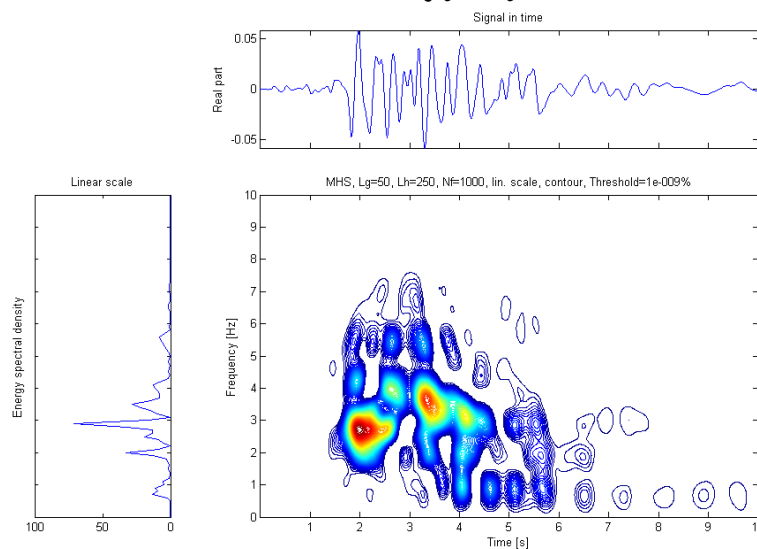 Signal in time
0.05
0
-0.05
Real part
Linear scale
Energy spectral density
100 50 0
MHS, Lg=50, Lh=250, Nf=1000, lin. scale, contour, Threshold=1e-009%
10
9
8
7
6
5
4
3
2
1
0
Frequency [Hz]
1 2 3 4 5 6 7 8 9 10
Time [s]